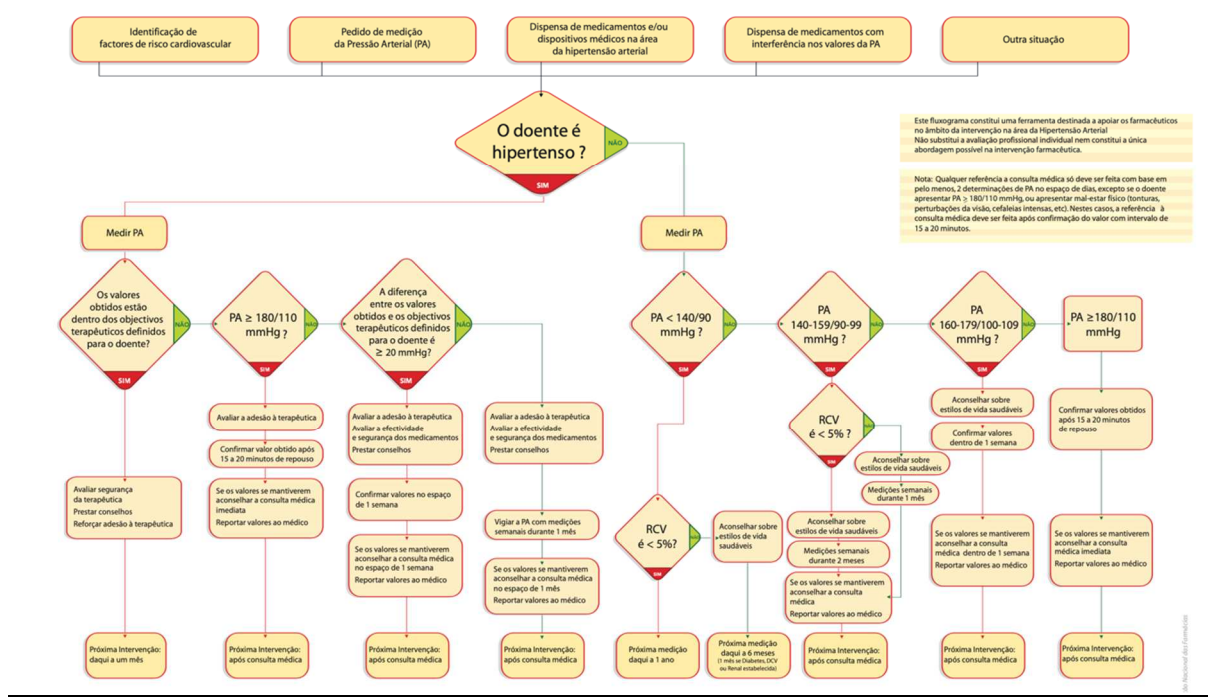 Identificação de
factores de risco cardiovascular
Pedido de medição
da Pressão Arterial (PA)
Dispensa de medicamentos e/ou
dispositivos médicos na área
da hipertensão arterial
Dispensa de medicamentos com
interferência nos valores da PA
Outra situação
O doente é
hipertenso ?
NÃO
SIM
Este fluxograma constitui uma ferramenta destinada a apoiar os farmacêuticos
no âmbito da intervenção na área da Hipertensão Arterial
Não substitui a avaliação profissional individual nem constitui a única
abordagem possível na intervenção farmacêutica.
Nota: Qualquer referência a consulta médica só deve ser feita com base em
pelo menos, 2 determinações de PA no espaço de dias, excepto se o doente
apresentar PA ≥ 180/110 mmHg, ou apresentar mal-estar físico (tonturas,
perturbações da visão, cefaleias intensas, etc). Nestes casos, a referência à
consulta médica deve ser feita após confirmação do valor com intervalo de
15 a 20 minutos.
Medir PA
Medir PA
Os valores
obtidos estão
dentro dos objectivos
terapêuticos definidos
para o doente?
NÃO
SIM
PA ≥ 180/110
mmHg ?
NÃO
SIM
A diferença
entre os valores
obtidos e os objectivos
terapêuticos definidos
para o doente é
≥ 20 mmHg?
NÃO
SIM
PA < 140/90
mmHg ?
NÃO
SIM
PA
140-159/90-99
mmHg ?
NÃO
SIM
PA
160-179/100-109
mmHg ?
NÃO
SIM
PA ≥180/110
mmHg
Avaliar segurança
da terapêutica
Prestar conselhos
Reforçar adesão à terapêutica
Próxima Intervenção:
daqui a um mês
Avaliar a adesão à terapêutica
Confirmar valor obtido após
15 a 20 minutos de repouso
Se os valores se mantiverem
aconselhar a consulta médica
imediata
Reportar valores ao médico
Próxima Intervenção:
após consulta médica
Avaliar a adesão à terapêutica
Avaliar a efectividade
e segurança dos medicamentos
Prestar conselhos
Confirmar valores no espaço
de 1 semana
Se os valores se mantiverem
aconselhar a consulta médica
no espaço de 1 semana
Reportar valores ao médico
Próxima Intervenção:
após consulta médica
Avaliar a adesão à terapêutica
Avaliar a efectividade
e segurança dos medicamentos
Prestar conselhos
Vigiar a PA com medições
semanais durante 1 mês
Se os valores se mantiverem
aconselhar a consulta médica
no espaço de 1 mês
Reportar valores ao médico
Próxima Intervenção:
após consulta médica
RCV
é < 5%?
NÃO
SIM
Próxima medição
daqui a 1 ano
Aconselhar sobre
estilos de vida
saudáveis
Próxima medição
daqui a 6 meses
(1 mês se Diabetes, DCV
ou Renal estabelecida)
RCV
é < 5% ?
NÃO
SIM
Aconselhar sobre
estilos de vida saudáveis
Medições semanais
durante 1 mês
Aconselhar sobre
estilos de vida saudáveis
Medições semanais
durante 2 meses
Se os valores se mantiverem
aconselhar a consulta
médica
Reportar valores ao médico
Próxima Intervenção:
após consulta médica
Aconselhar sobre
estilos de vida saudáveis
Confirmar valores
dentro de 1 semana
Se os valores se mantiverem
aconselhar a consulta
médica dentro de 1 semana
Reportar valores ao médico
Próxima Intervenção:
após consulta médica
Confirmar valores obtidos
após 15 a 20 minutos
de repouso
Se os valores se mantiverem
aconselhar a consulta
médica imediata
Reportar valores ao médico
Próxima Intervenção:
após consulta médica
Nacional das Farmácias